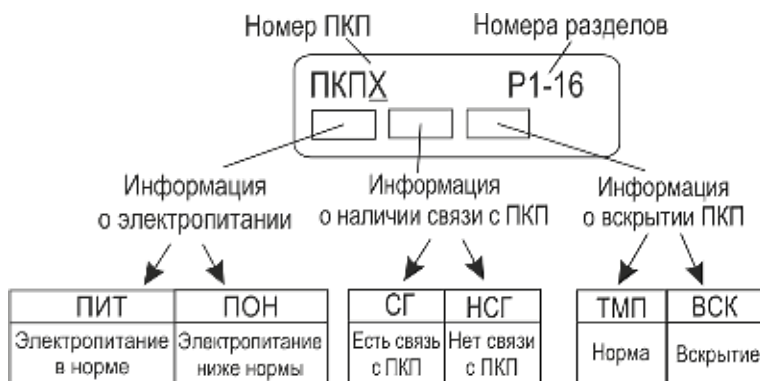 Номер ПКП Номера разделов
ПКПХ Р1-16
Информация Информация Информация
о электропитании о наличии связи с ПКП о вскрытии ПКП
ПИТ ПОН СГ НСГ ТМП ВСК
Электропитание Электропитание Есть связь Нет связи Норма Вскрытие
в норме ниже нормы с ПКП с ПКП